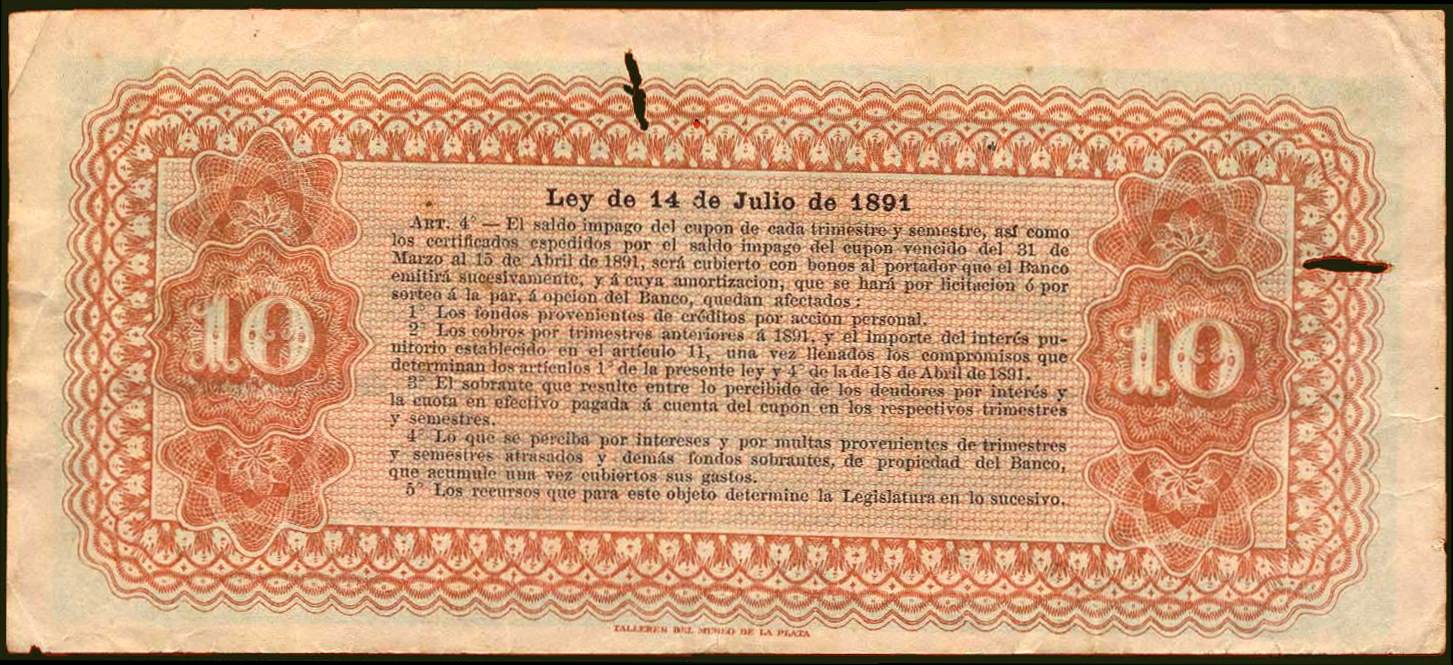 Ley de 14 de Julio de 1891
ART. 4° — El saldo impago del cupon de cada trimestre y semestre, así como
los certificados espedidos por el saldo impago del cupon vencido del 31 de
Marzo al 15 de Abril de 1891, será cubierto con bonos al portador que el Banco
emitirá sucesivamente, y á cuya amortizacion, que se hará por licitacion ó por
sorteo á la par, á opcion del Banco, quedan afectados:
1° Los fondos provenientes de créditos por accion personal.
2° Los cobros por trimestres anteriores á 1891, y el importe del interés pu-
nitorio establecido en el artículo 11, una vez llenados los compromisos que
determinan los artículos 1° de la presente ley y 4° de la de 18 de Abril de 1891.
3° El sobrante que resulte entre lo percibido de los deudores por interés y
la cuota en efectivo pagada á cuenta del cupon en los respectivos trimestres
y semestres.
4° Lo que se perciba por intereses y por multas provenientes de trimestres
y semestres atrasados y demás fondos sobrantes, de propiedad del Banco,
que acumule una vez cubiertos sus gastos.
5° Los recursos que para este objeto determine la Legislatura en lo sucesivo.
10
10
TALLERES DEL MUSEO DE LA PLATA